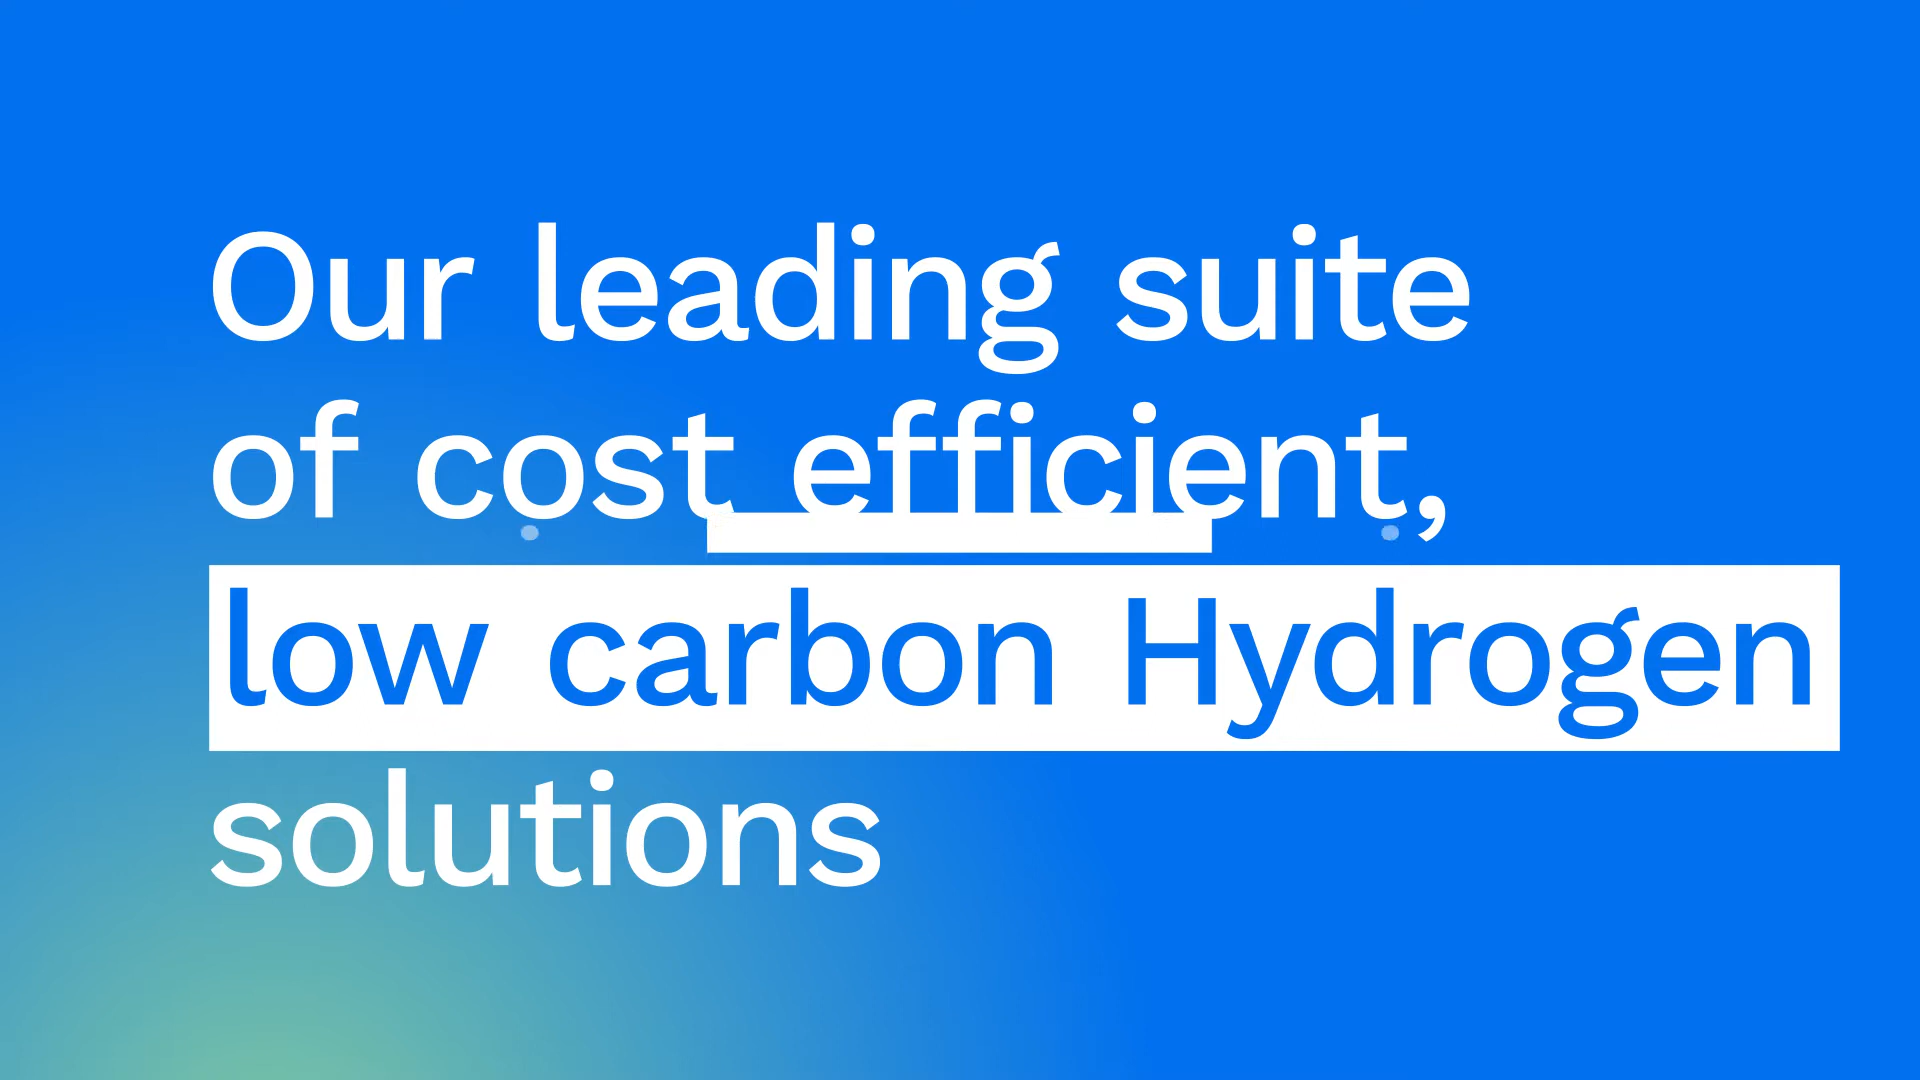 Our leading suite
of cost efficient,
low carbon Hydrogen
solutions